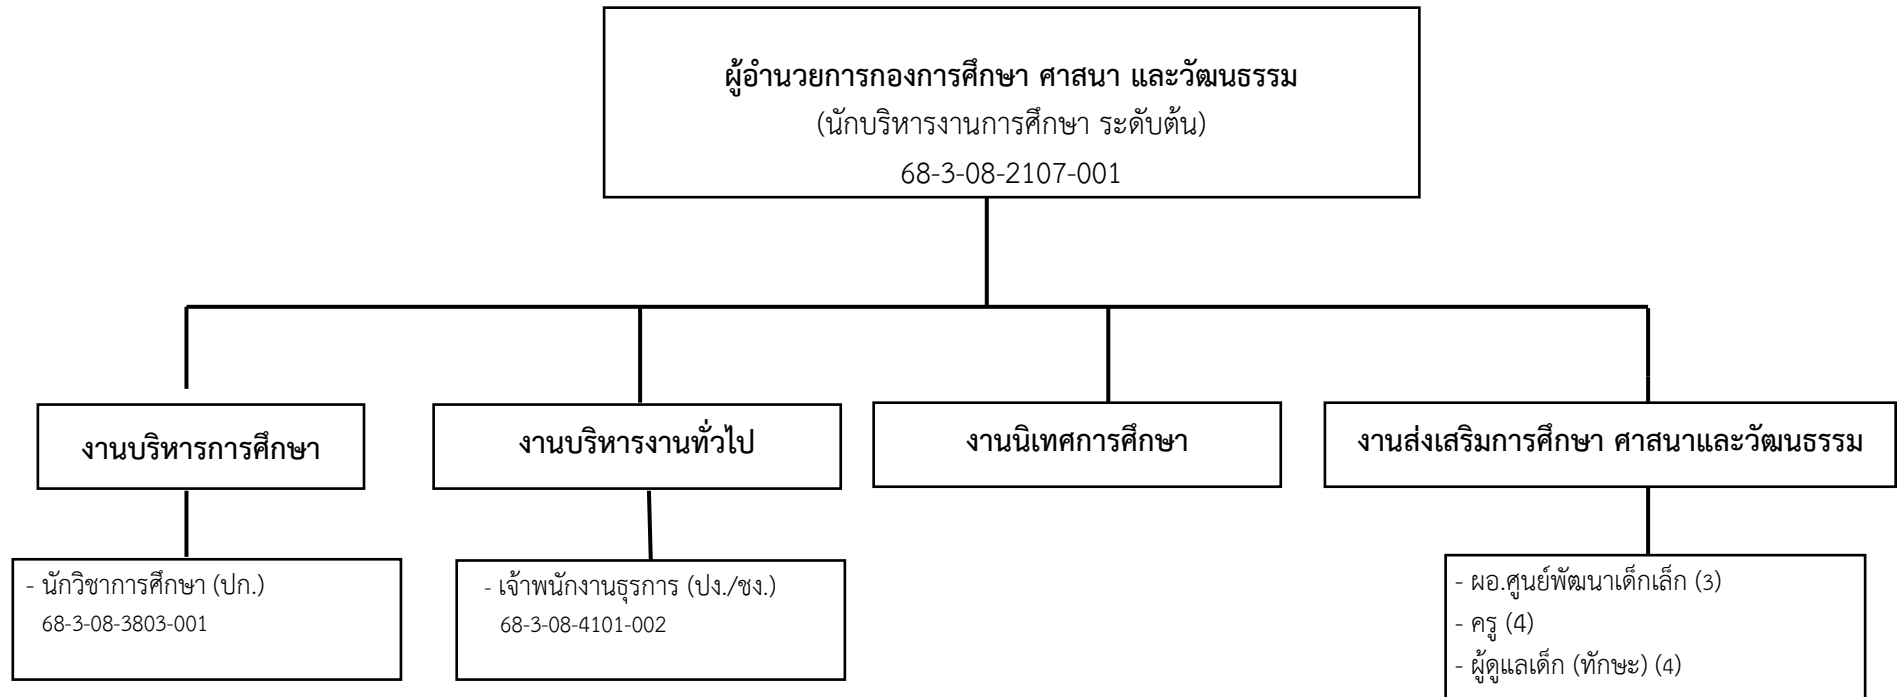 ผู้อำนวยการกองการศึกษา ศาสนา และวัฒนธรรม
(นักบริหารงานการศึกษา ระดับต้น)
68-3-08-2107-001
งานบริหารการศึกษา
งานบริหารงานทั่วไป
งานนิเทศการศึกษา
งานส่งเสริมการศึกษา ศาสนาและวัฒนธรรม
- นักวิชาการศึกษา (ปก.)
68-3-08-3803-001
- เจ้าพนักงานธุรการ (ปง./ชง.)
68-3-08-4101-002
- ผอ.ศูนย์พัฒนาเด็กเล็ก (3)
- ครู (4)
- ผู้ดูแลเด็ก (ทักษะ) (4)